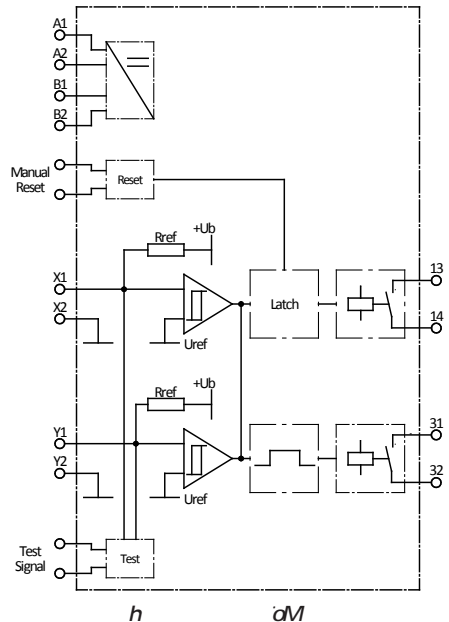 A1
A2
B1
B2
Manual
Reset
Reset
Rref
+Ub
X1
X2
Uref
Latch
13
14
Rref
+Ub
Y1
Y2
Uref
31
32
Test
Signal
Test